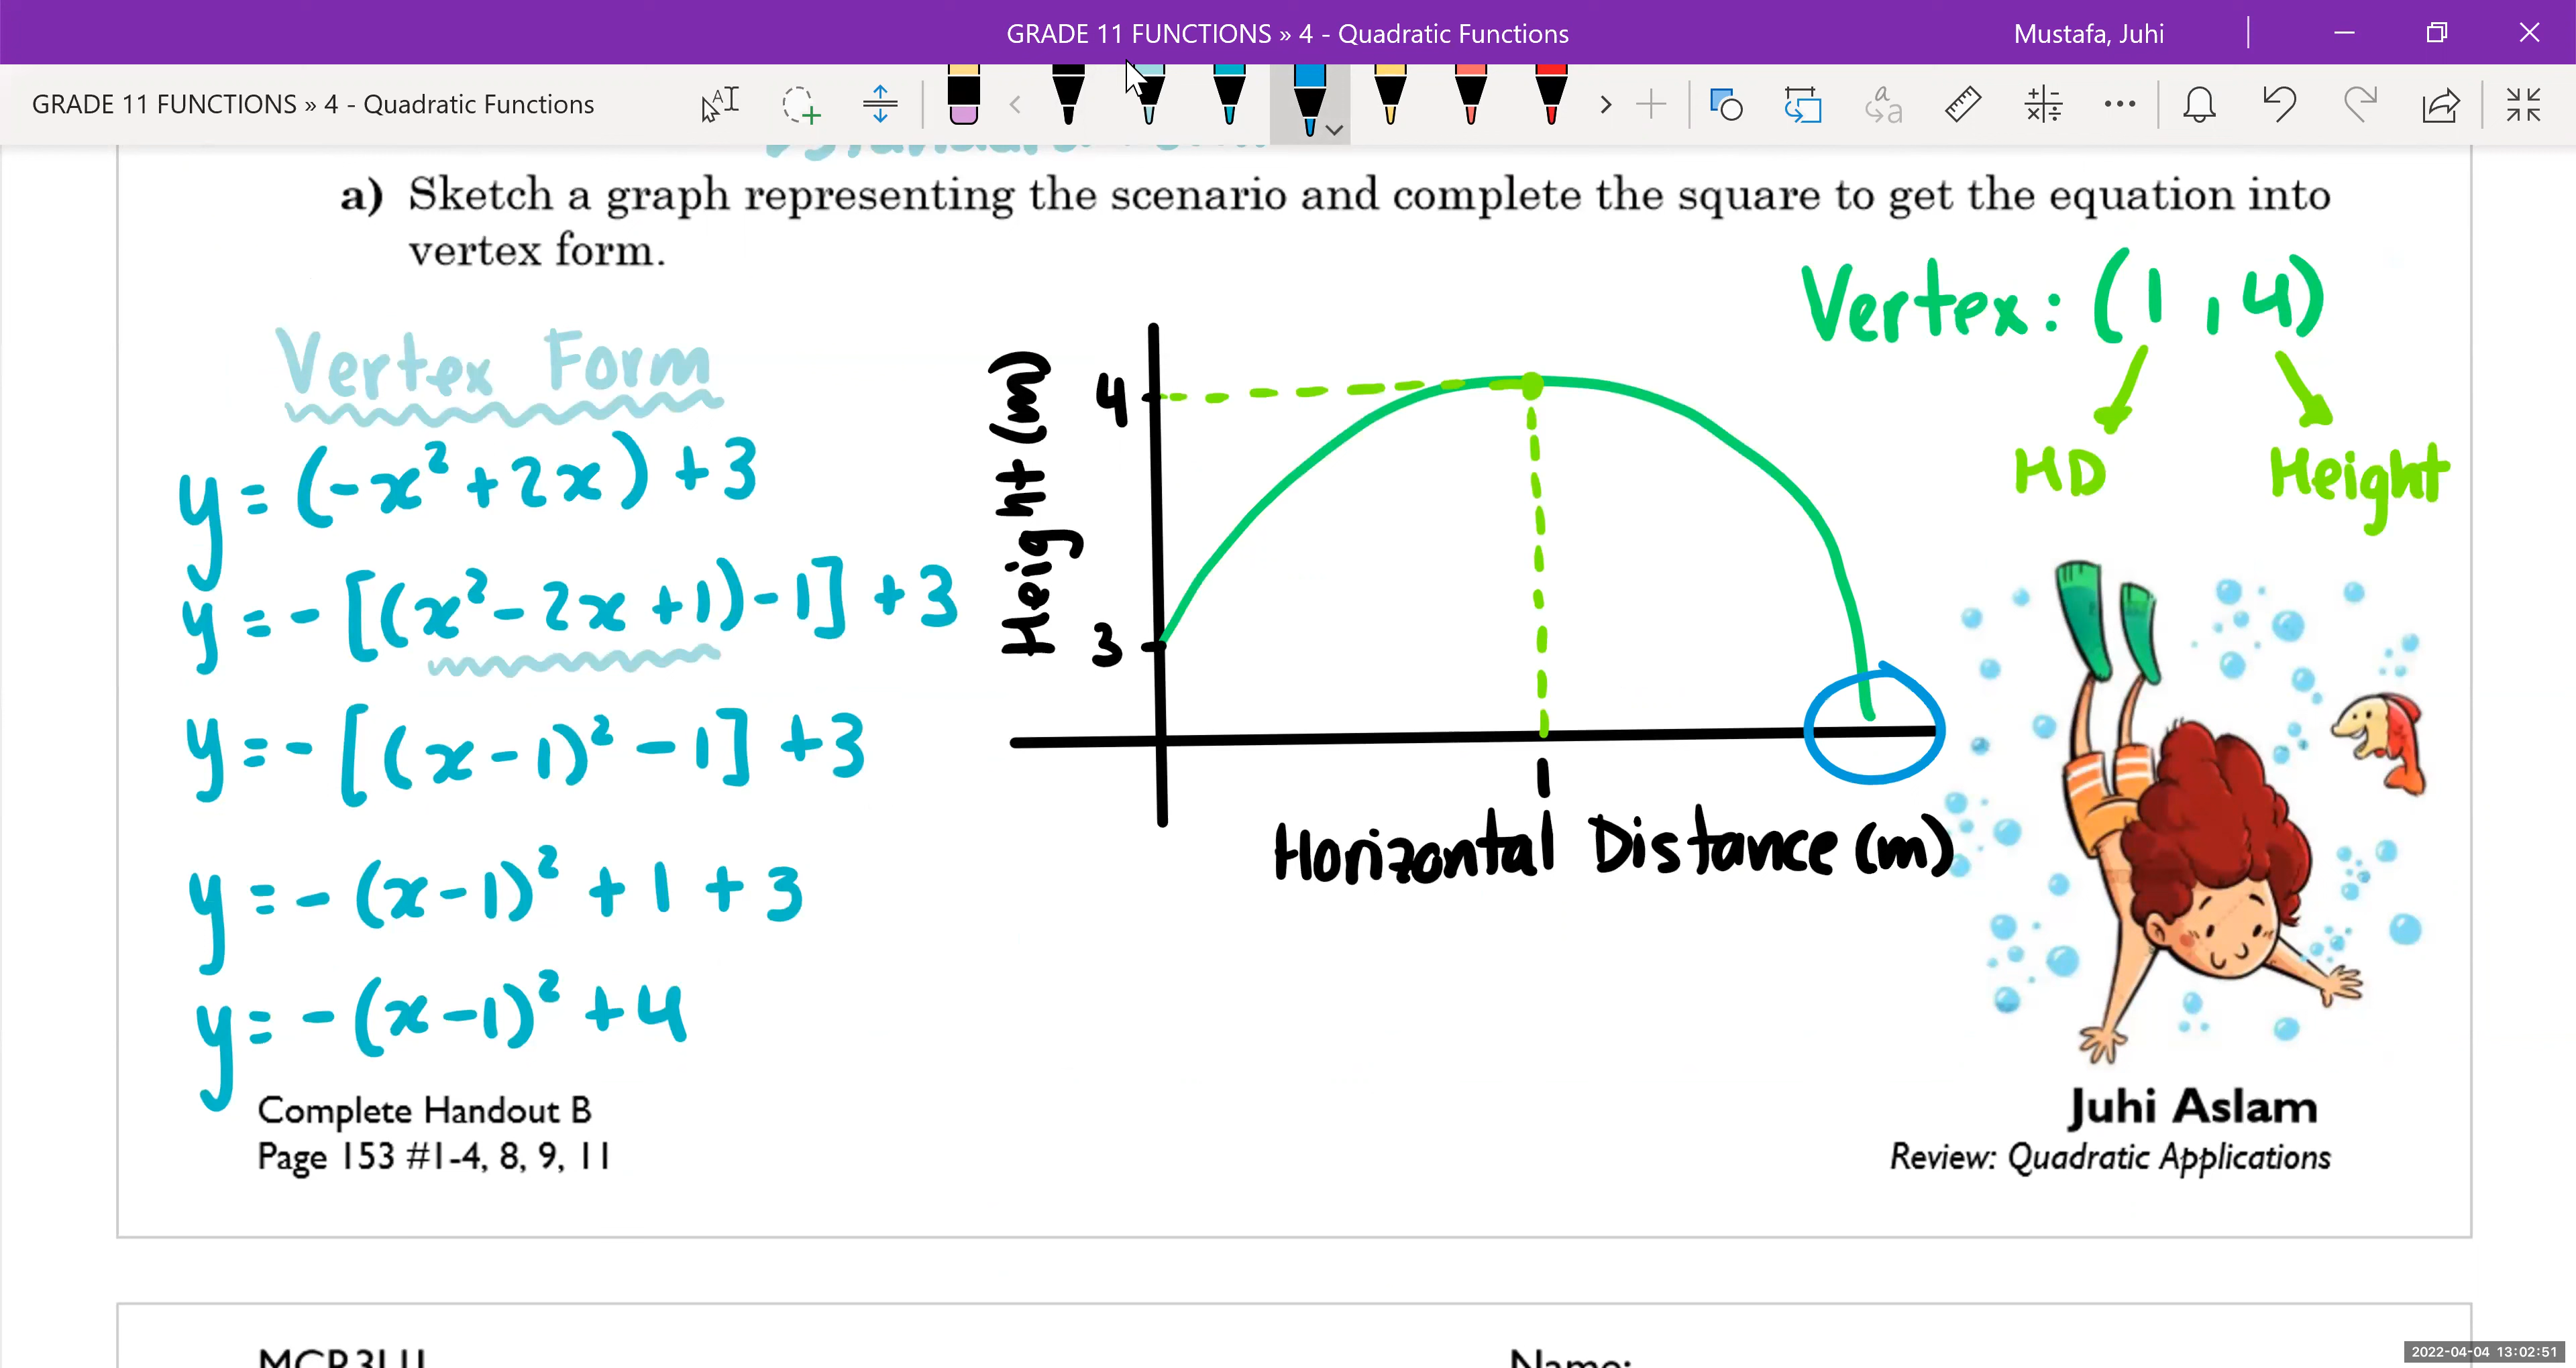 GRADE 11 FUNCTIONS » 4 - Quadratic Functions
Mustafa, Juhi
GRADE 11 FUNCTIONS » 4 - Quadratic Functions
a) Sketch a graph representing the scenario and complete the square to get the equation into
vertex form.
Vertex: (1, 4)
HD
Height
Vertex Form
y = (-x² + 2x) + 3
y = -[(x² - 2x + 1) - 1] + 3
y = -[(x - 1)² - 1] + 3
y = -(x - 1)² + 1 + 3
y = -(x - 1)² + 4
Height (m)
4
3
1
Horizontal Distance (m)
Complete Handout B
Page 153 #1-4, 8, 9, 11
Juhi Aslam
Review: Quadratic Applications
Name:
2022-04-04 13:02:51